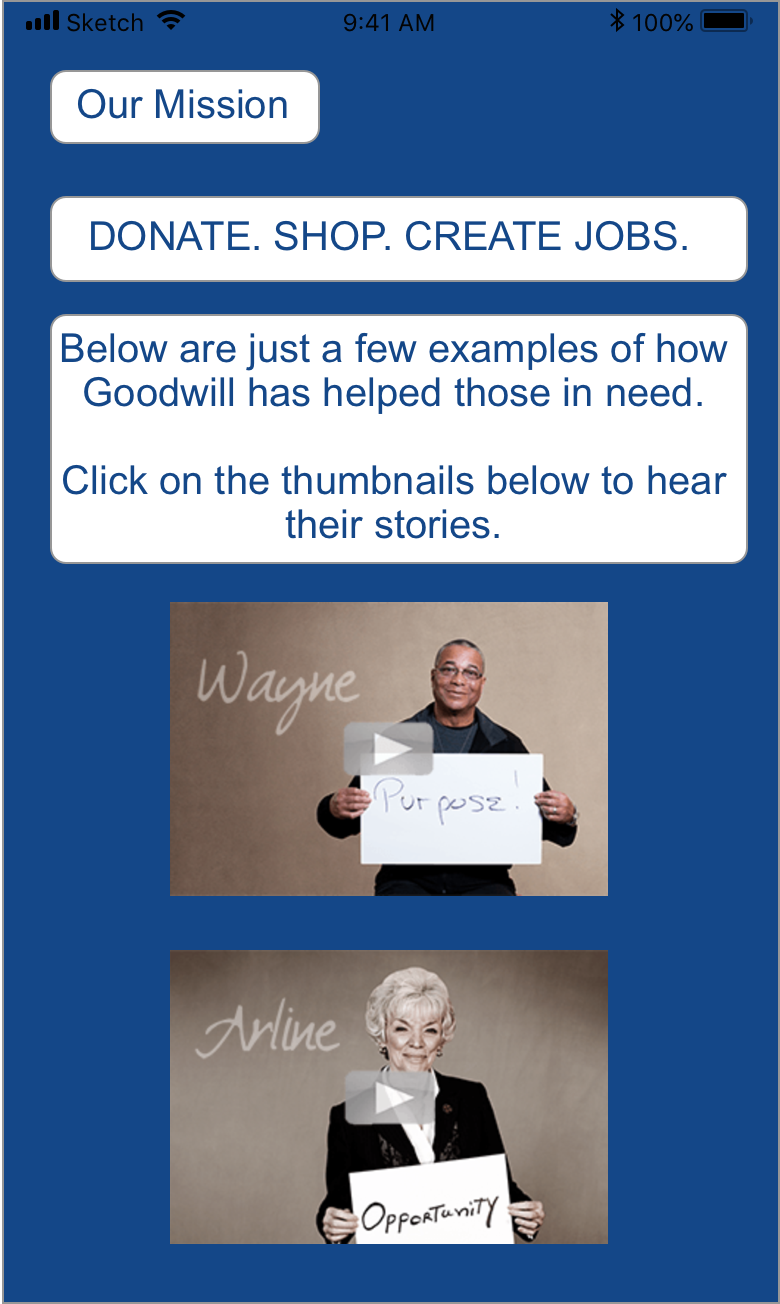 Sketch 9:41 AM 100%
Our Mission
DONATE. SHOP. CREATE JOBS.
Below are just a few examples of how
Goodwill has helped those in need.
Click on the thumbnails below to hear
their stories.
Wayne
Purpose!
Arline
Opportunity